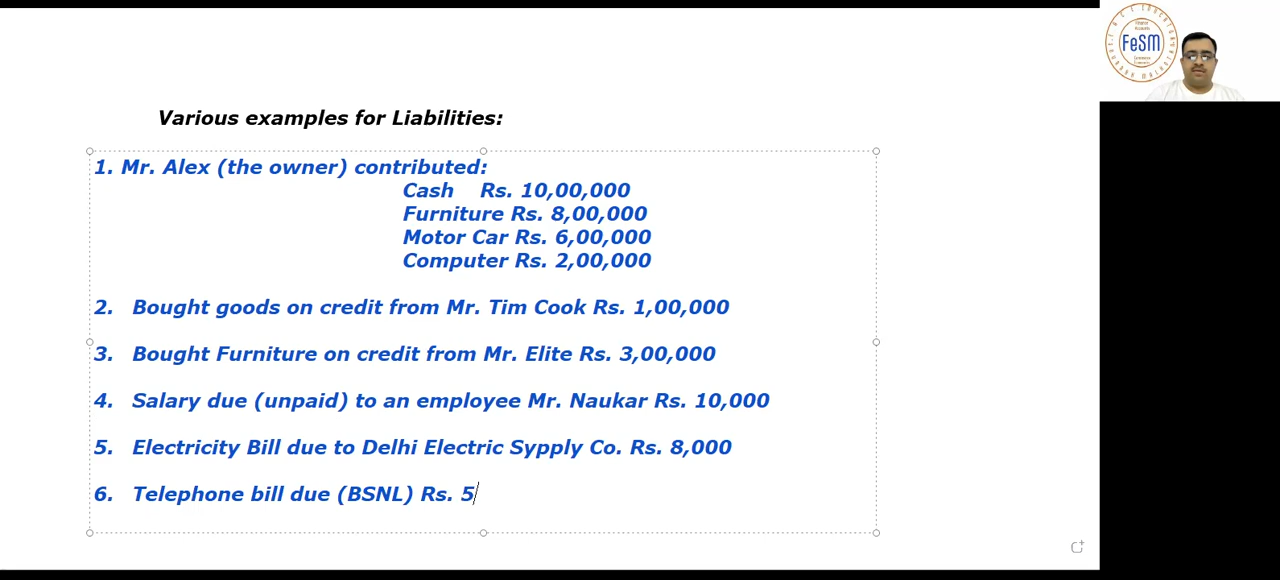 FeSM
Various examples for Liabilities:
1. Mr. Alex (the owner) contributed:
Cash Rs. 10,00,000
Furniture Rs. 8,00,000
Motor Car Rs. 6,00,000
Computer Rs. 2,00,000
2. Bought goods on credit from Mr. Tim Cook Rs. 1,00,000
3. Bought Furniture on credit from Mr. Elite Rs. 3,00,000
4. Salary due (unpaid) to an employee Mr. Naukar Rs. 10,000
5. Electricity Bill due to Delhi Electric Sypply Co. Rs. 8,000
6. Telephone bill due (BSNL) Rs. 5